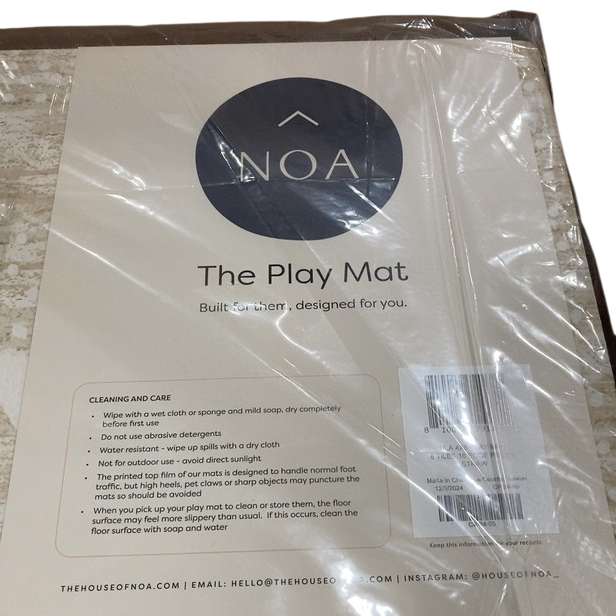 NOA
The Play Mat
Built for them, designed for you.
CLEANING AND CARE
• Wipe with a wet cloth or sponge and mild soap, dry completely
before first use
• Do not use abrasive detergents
• Water resistant - wipe up spills with a dry cloth
• Not for outdoor use - avoid direct sunlight
• The printed top film of our mats is designed to handle normal foot
traffic, but high heels, pet claws or sharp objects may puncture the
mats so should be avoided
• When you pick up your play mat to clean or store them, the floor
surface may feel more slippery than usual. If this occurs, clean the
floor surface with soap and water
Made in
12/9/2024
Keep this information for your records.
THEHOUSEOFNOA.COM | EMAIL: HELLO@THEHOUSEOFNOA.COM | INSTAGRAM: @HOUSEOFNOA_